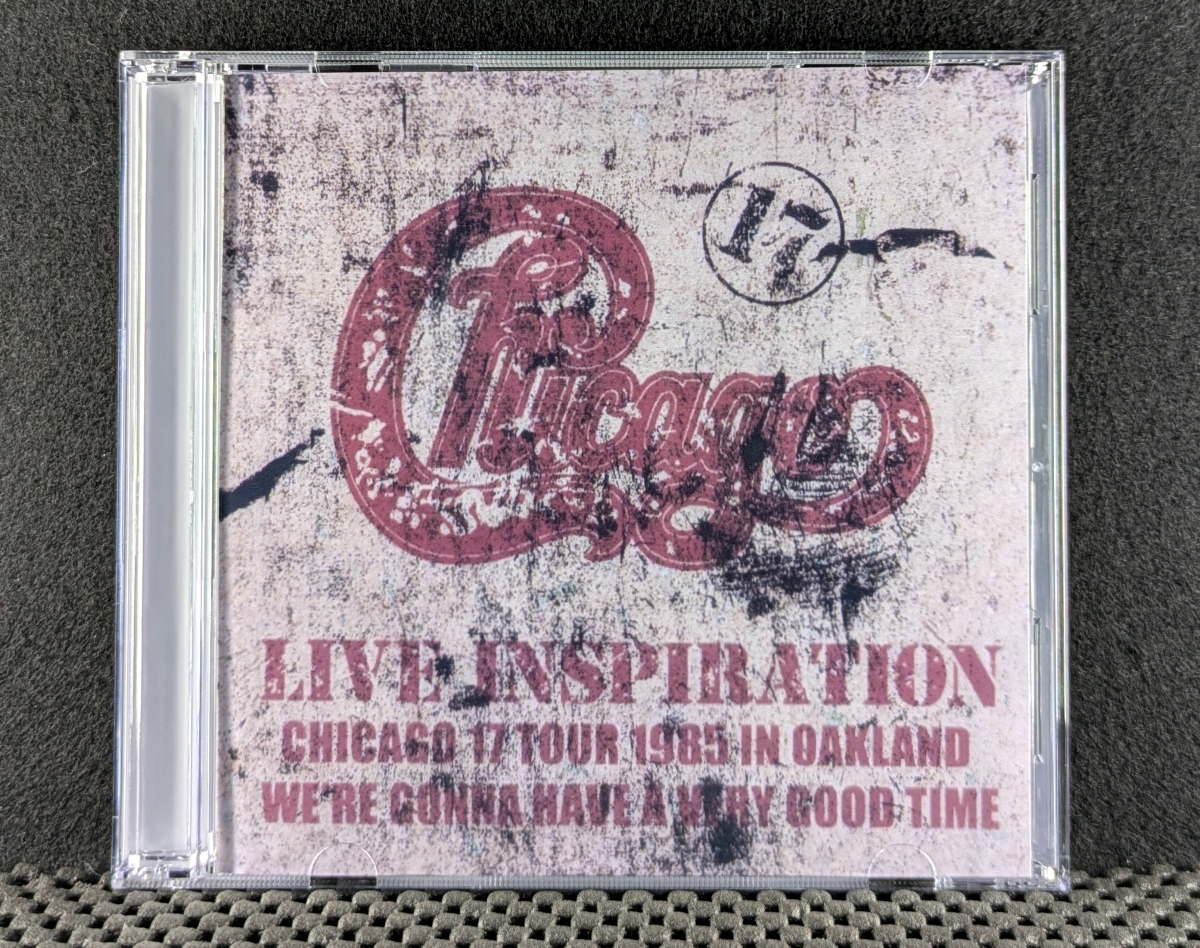 17
Chicago
LIVE INSPIRATION
CHICAGO 17 TOUR 1985 IN OAKLAND
WE'RE GONNA HAVE A VERY GOOD TIME